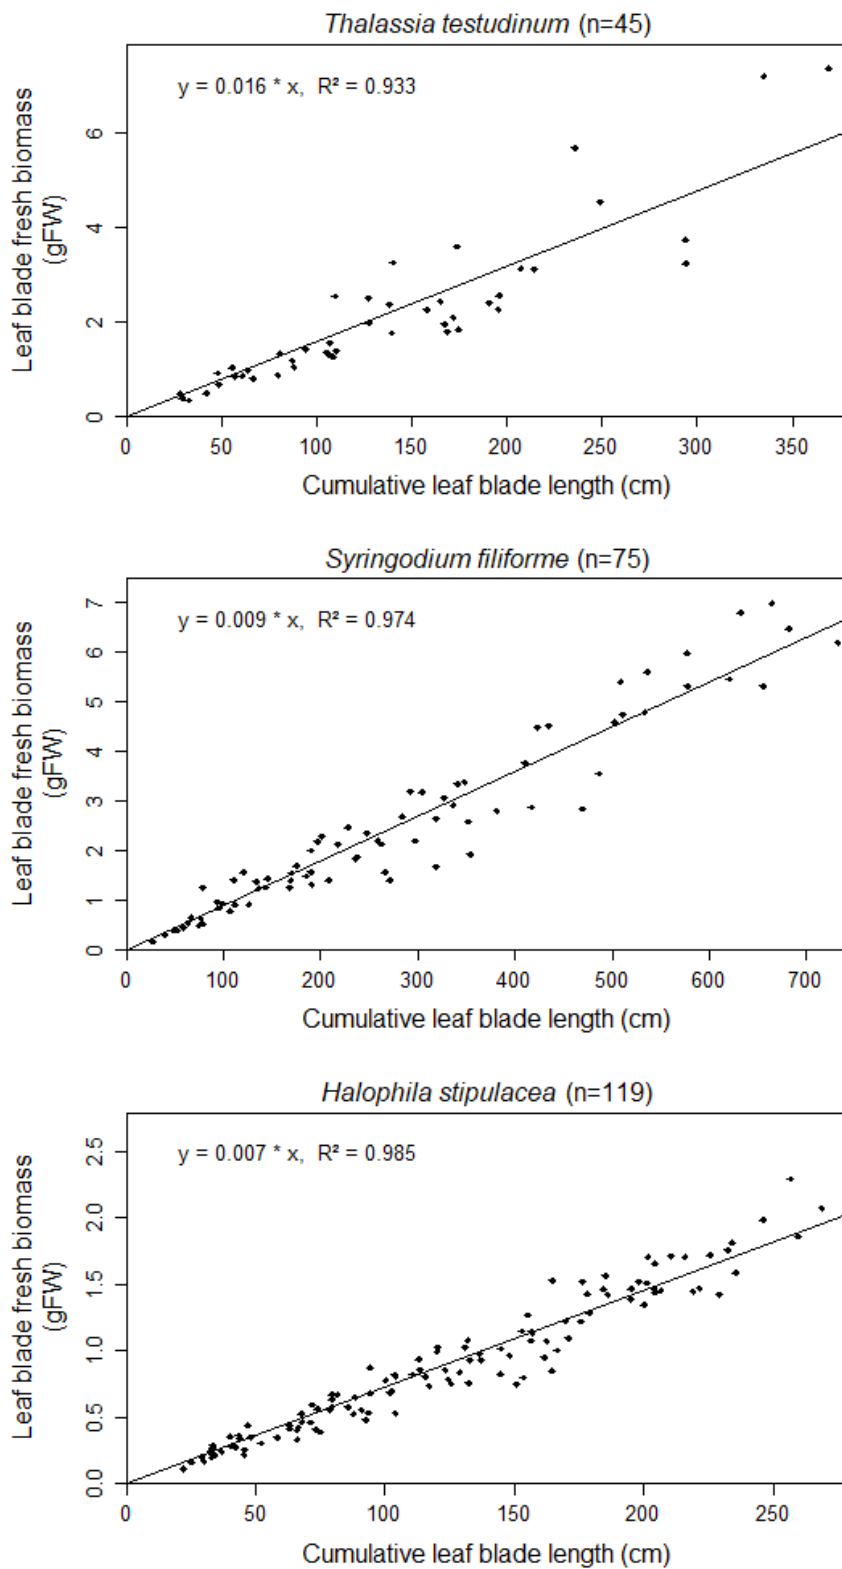 Thalassia testudinum (n=45)
y = 0.016 * x, R² = 0.933
Leaf blade fresh biomass
(gFW)
6
4
2
0
0 50 100 150 200 250 300 350
Cumulative leaf blade length (cm)
Syringodium filiforme (n=75)
y = 0.009 * x, R² = 0.974
Leaf blade fresh biomass
(gFW)
7
6
5
4
3
2
1
0
0 100 200 300 400 500 600 700
Cumulative leaf blade length (cm)
Halophila stipulacea (n=119)
y = 0.007 * x, R² = 0.985
Leaf blade fresh biomass
(gFW)
2.5
2.0
1.5
1.0
0.5
0.0
0 50 100 150 200 250
Cumulative leaf blade length (cm)